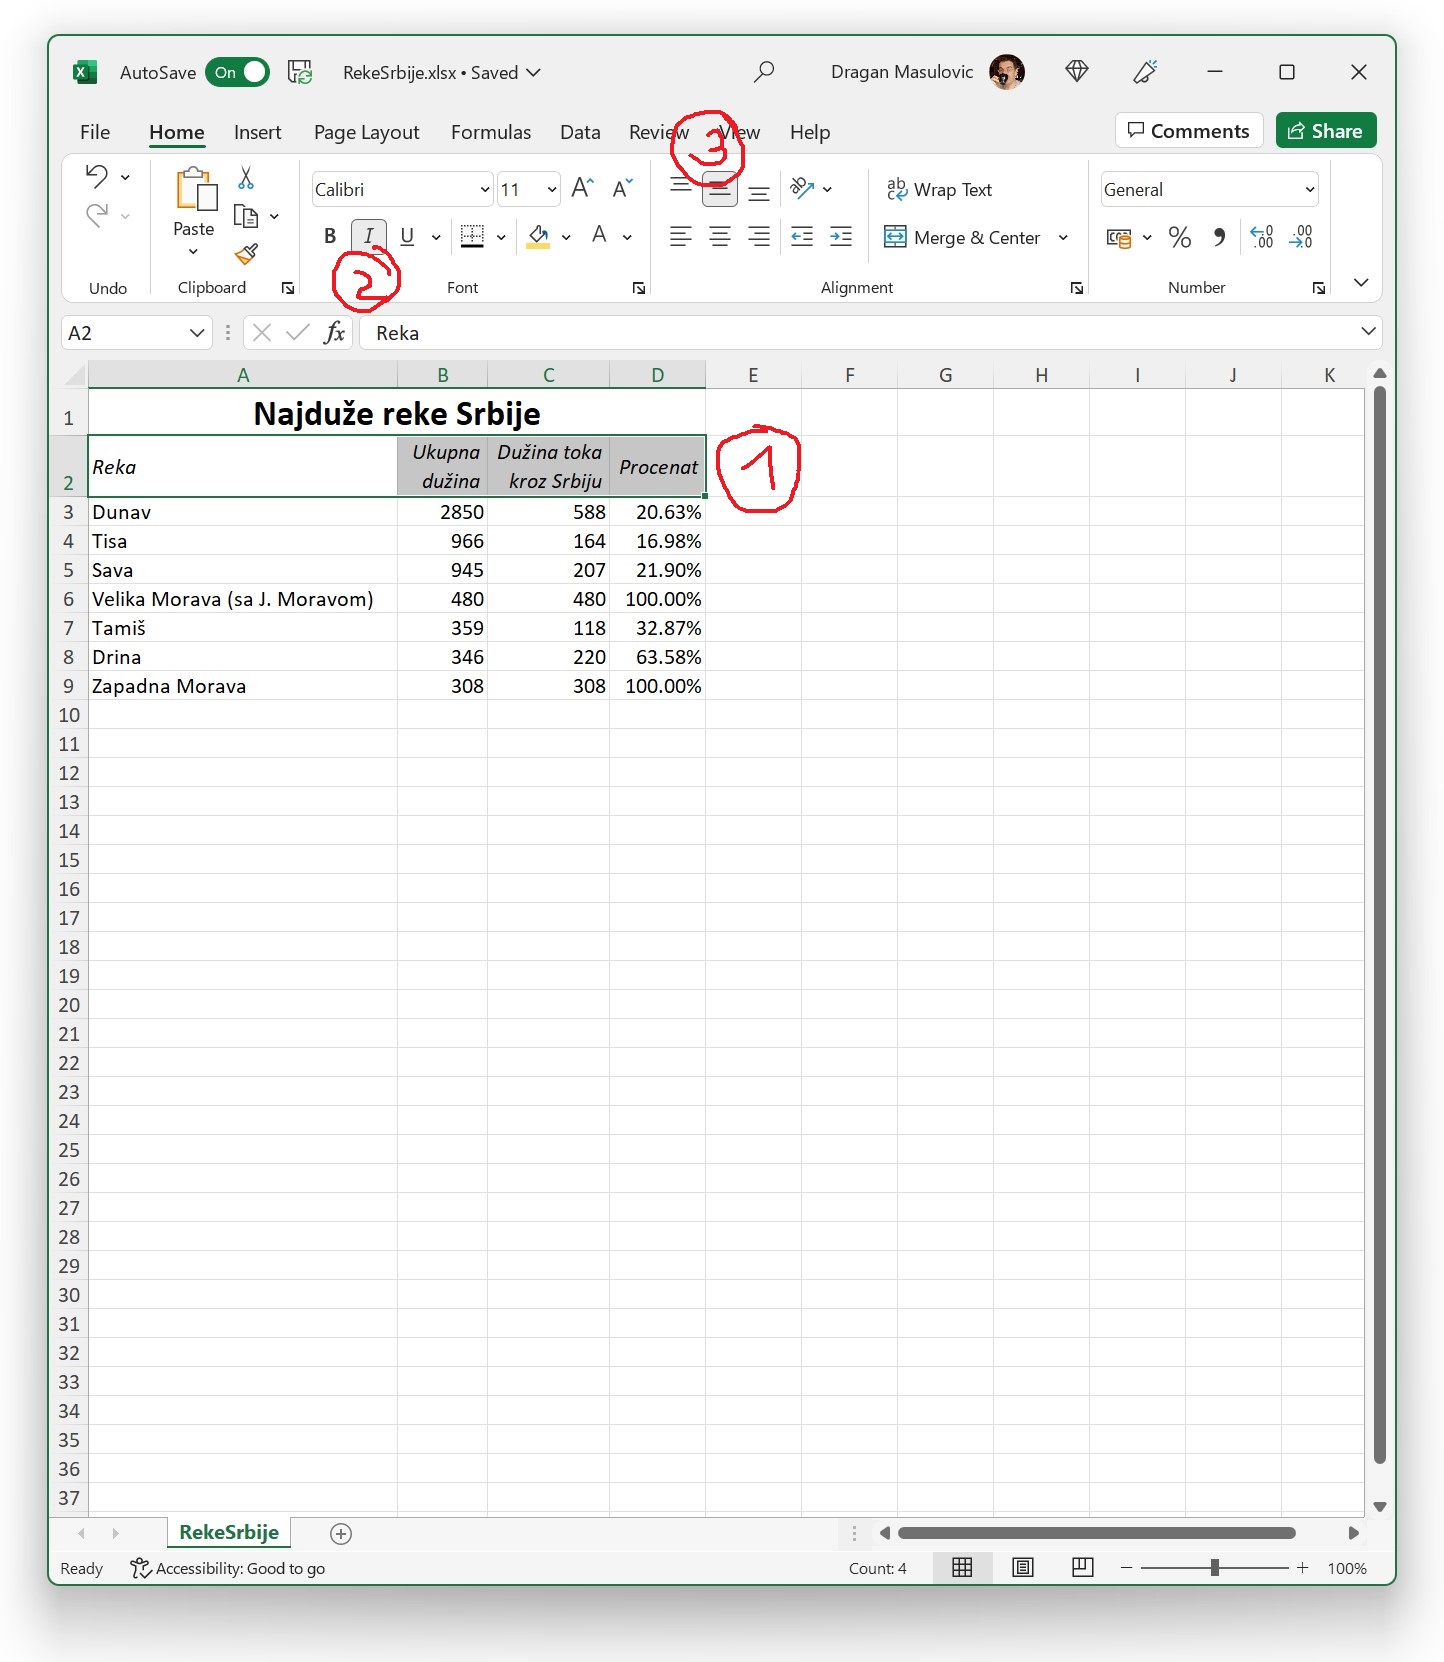 AutoSave On RekeSrbije.xlsx • Saved Dragan Masulovic
File Home Insert Page Layout Formulas Data Review View Help Comments Share
3
Paste
Calibri 11 A A
ab c Wrap Text
General
B I U A
Merge & Center
% 9 ←0 .00 .00 →0
2
Undo Clipboard Font Alignment Number
A2 fx Reka
A B C D E F G H I J K
1 Najduže reke Srbije
2 Reka Ukupna dužina Dužina toka kroz Srbiju Procenat 1
3 Dunav 2850 588 20.63%
4 Tisa 966 164 16.98%
5 Sava 945 207 21.90%
6 Velika Morava (sa J. Moravom) 480 480 100.00%
7 Tamiš 359 118 32.87%
8 Drina 346 220 63.58%
9 Zapadna Morava 308 308 100.00%
10
11
12
13
14
15
16
17
18
19
20
21
22
23
24
25
26
27
28
29
30
31
32
33
34
35
36
37
RekeSrbije
Ready Accessibility: Good to go Count: 4 100%